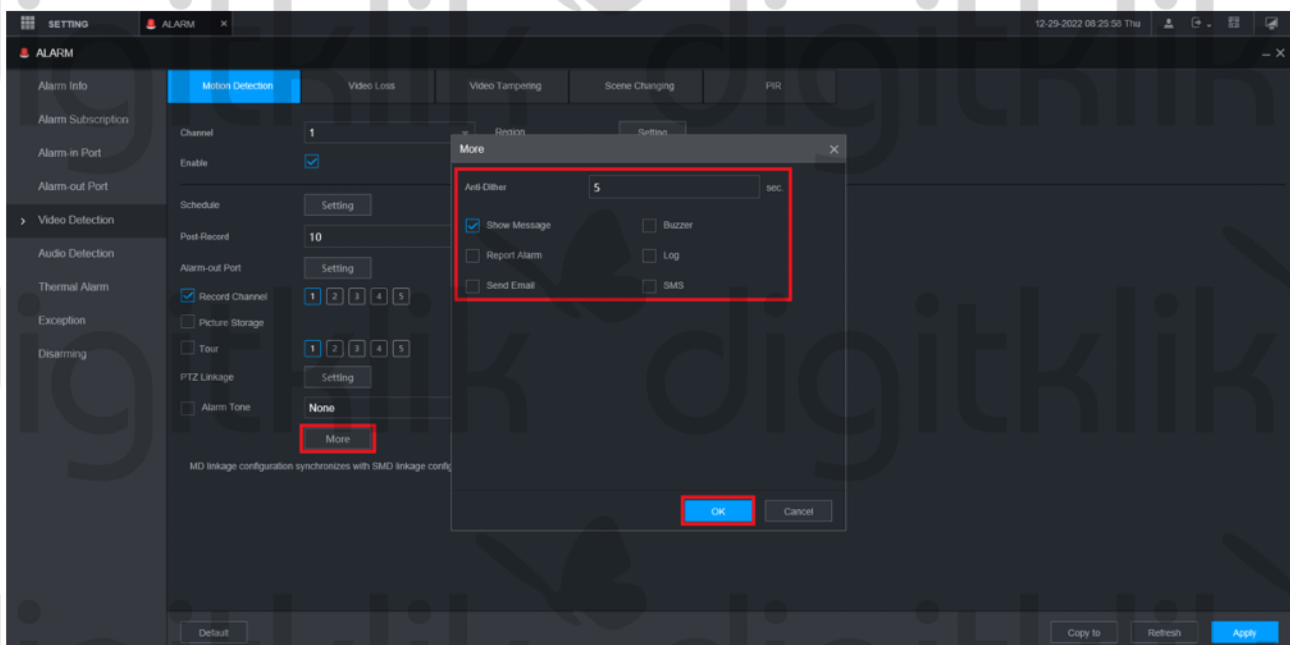 SETTING ALARM × 12-29-2022 08:25:58 Thu
ALARM
Alarm Info
Alarm Subscription
Alarm-in Port
Alarm-out Port
Video Detection
Audio Detection
Thermal Alarm
Exception
Disarming
Motion Detection Video Loss Video Tampering Scene Changing PIR
Channel 1 Region Setting
Enable
Schedule Setting
Post-Record 10
Alarm-out Port Setting
Record Channel 1 2 3 4 5
Picture Storage
Tour 1 2 3 4 5
PTZ Linkage Setting
Alarm Tone None
More
MD linkage configuration synchronizes with SMD linkage config
More
Anti-Dither 5 sec.
Show Message Buzzer
Report Alarm Log
Send Email SMS
OK Cancel
Default Copy to Refresh Apply
digitklik